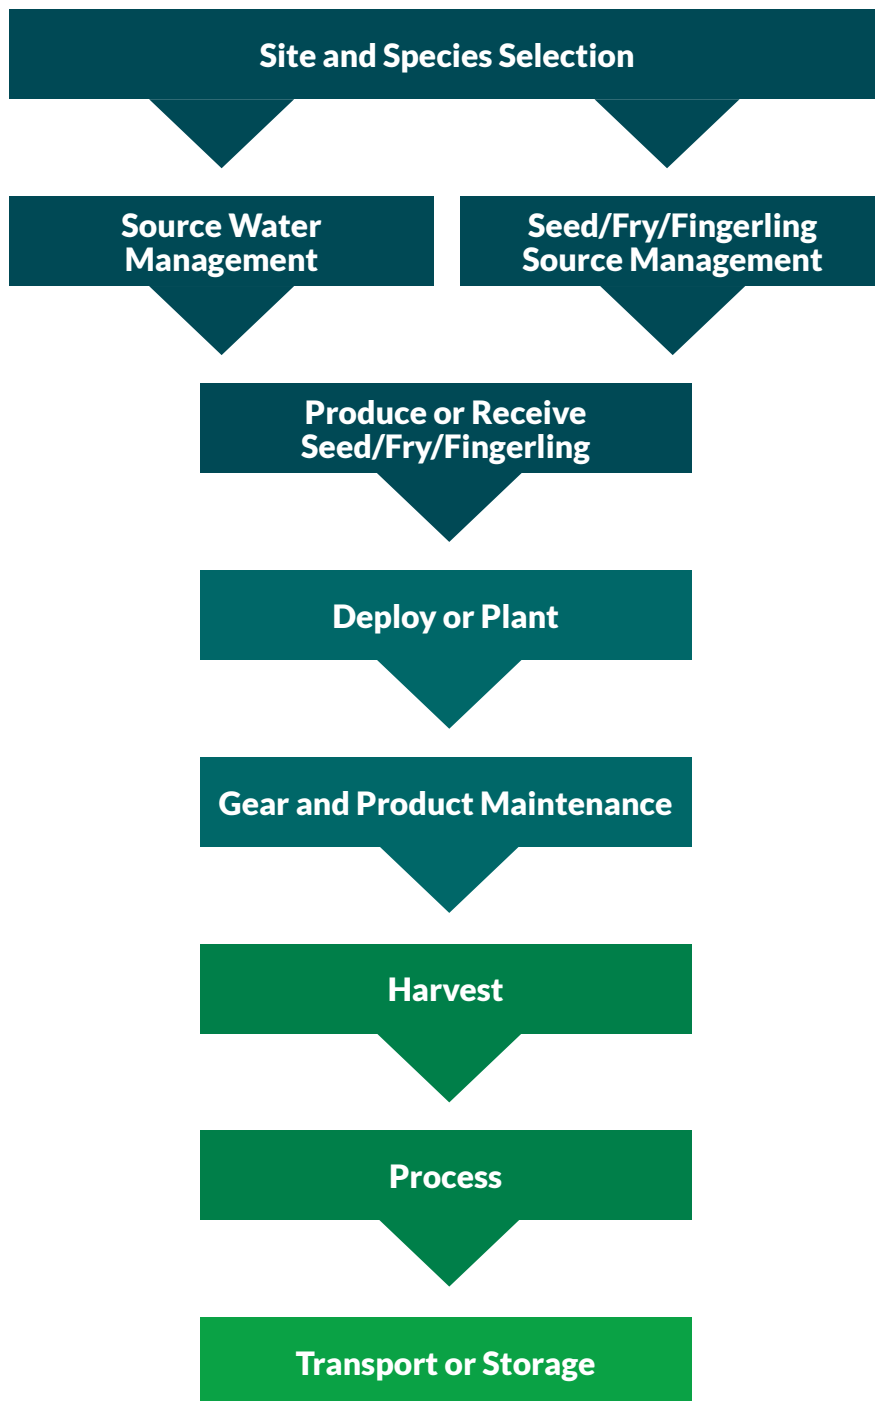 Site and Species Selection
Source Water
Management
Seed/Fry/Fingerling
Source Management
Produce or Receive
Seed/Fry/Fingerling
Deploy or Plant
Gear and Product Maintenance
Harvest
Process
Transport or Storage